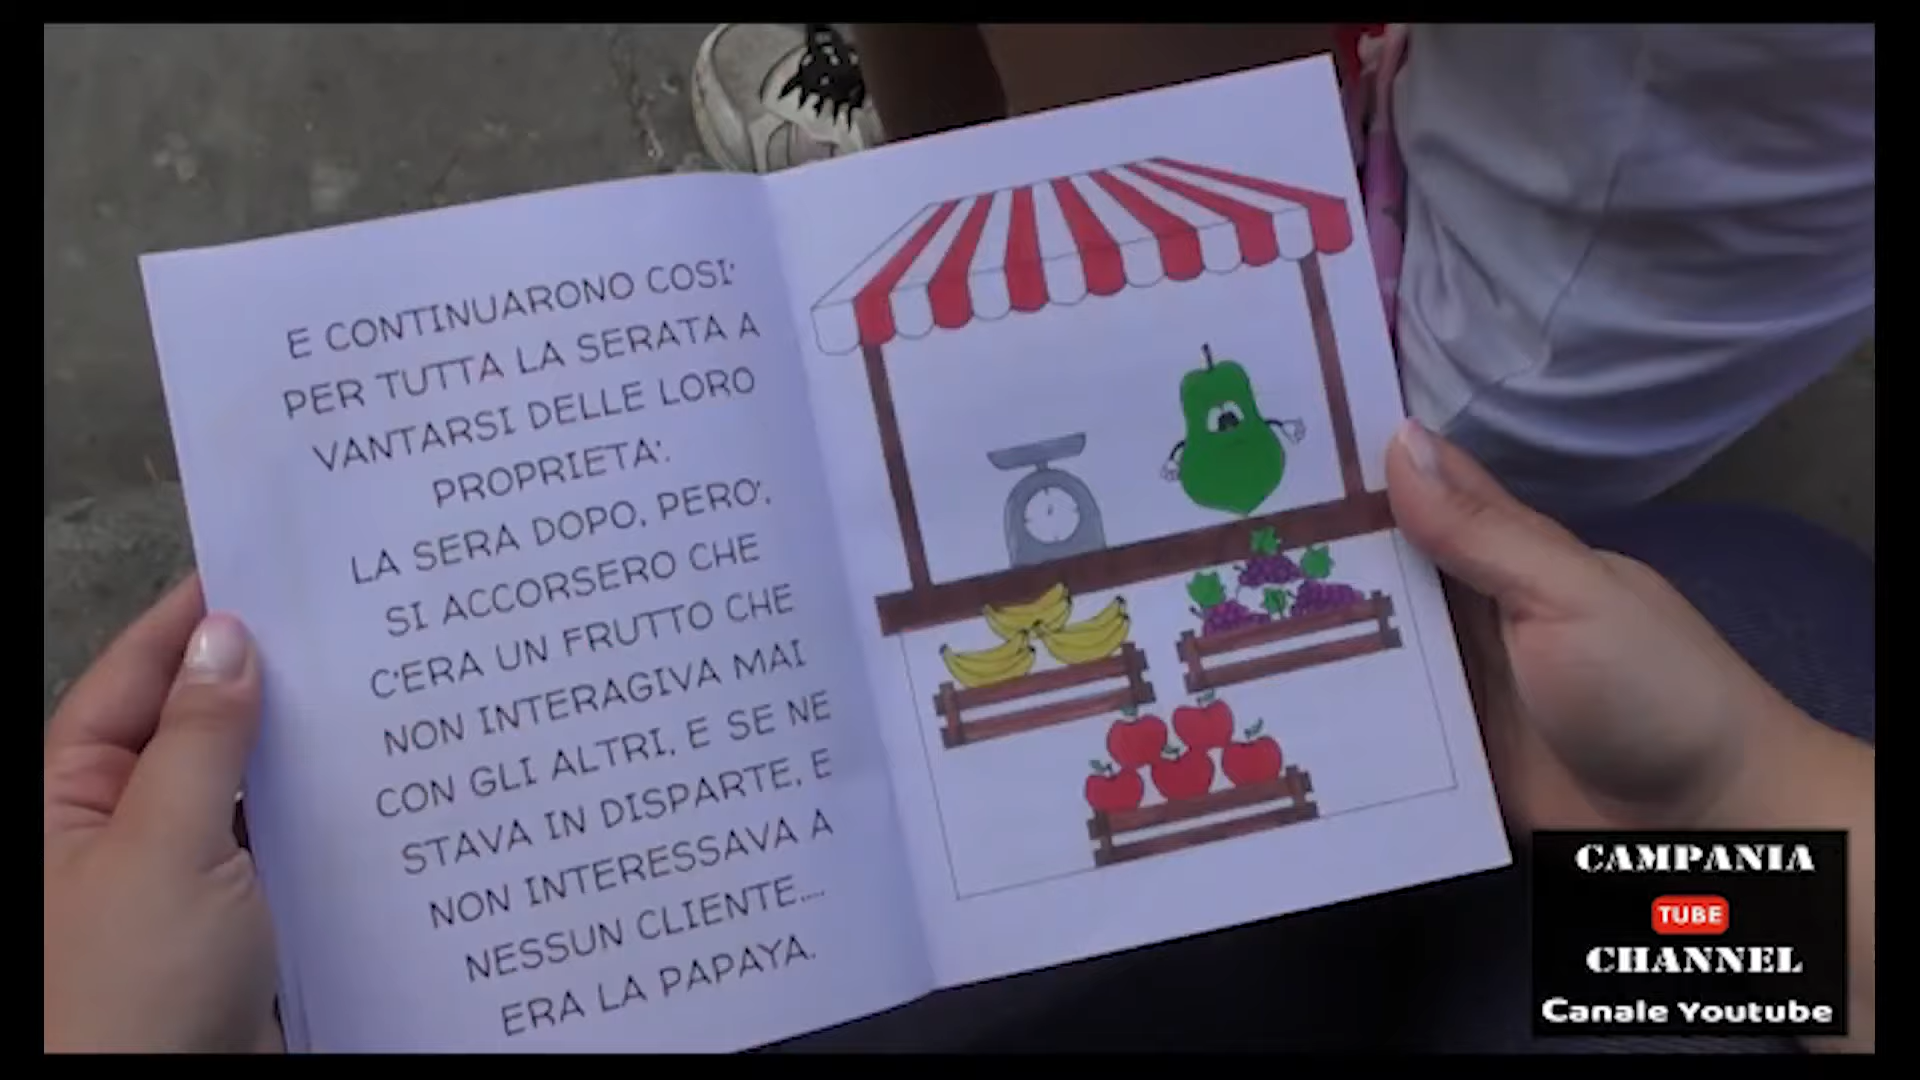 E CONTINUARONO COSI'
PER TUTTA LA SERATA A
VANTARSI DELLE LORO
PROPRIETA'.
LA SERA DOPO, PERO',
SI ACCORSERO CHE
C'ERA UN FRUTTO CHE
NON INTERAGIVA MAI
CON GLI ALTRI, E SE NE
STAVA IN DISPARTE, E
NON INTERESSAVA A
NESSUN CLIENTE....
ERA LA PAPAYA.
CAMPANIA
TUBE
CHANNEL
Canale Youtube